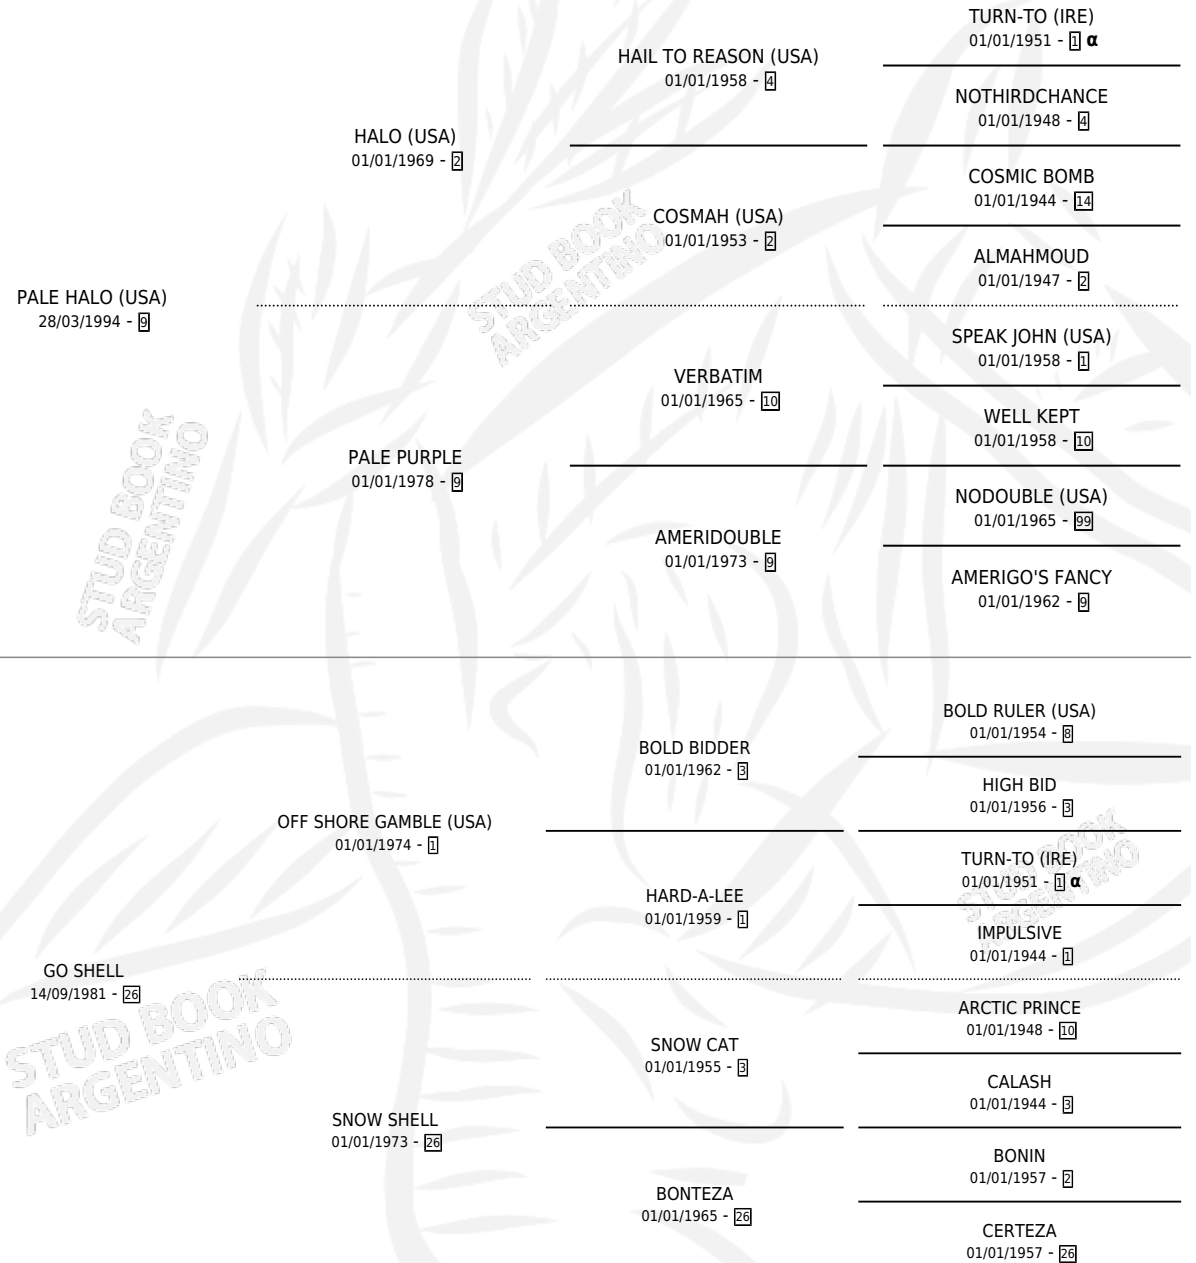 TURN-TO (IRE)
01/01/1951 - 1 α
HAIL TO REASON (USA)
01/01/1958 - 4
NOTHIRDCHANCE
01/01/1948 - 4
HALO (USA)
01/01/1969 - 2
COSMIC BOMB
01/01/1944 - 14
COSMAH (USA)
01/01/1953 - 2
ALMAHMOUD
01/01/1947 - 2
PALE HALO (USA)
28/03/1994 - 9
SPEAK JOHN (USA)
01/01/1958 - 1
VERBATIM
01/01/1965 - 10
WELL KEPT
01/01/1958 - 10
PALE PURPLE
01/01/1978 - 9
NODOUBLE (USA)
01/01/1965 - 99
AMERIDOUBLE
01/01/1973 - 9
AMERIGO'S FANCY
01/01/1962 - 9
BOLD RULER (USA)
01/01/1954 - 8
BOLD BIDDER
01/01/1962 - 3
HIGH BID
01/01/1956 - 3
OFF SHORE GAMBLE (USA)
01/01/1974 - 1
TURN-TO (IRE)
01/01/1951 - 1 α
HARD-A-LEE
01/01/1959 - 1
IMPULSIVE
01/01/1944 - 1
GO SHELL
14/09/1981 - 26
ARCTIC PRINCE
01/01/1948 - 10
SNOW CAT
01/01/1955 - 3
CALASH
01/01/1944 - 3
SNOW SHELL
01/01/1973 - 26
BONIN
01/01/1957 - 2
BONTEZA
01/01/1965 - 26
CERTEZA
01/01/1957 - 26
STUD BOOK
ARGENTINO
STUD BOOK
ARGENTINO
STUD BOOK
ARGENTINO
STUD BOOK
ARGENTINO